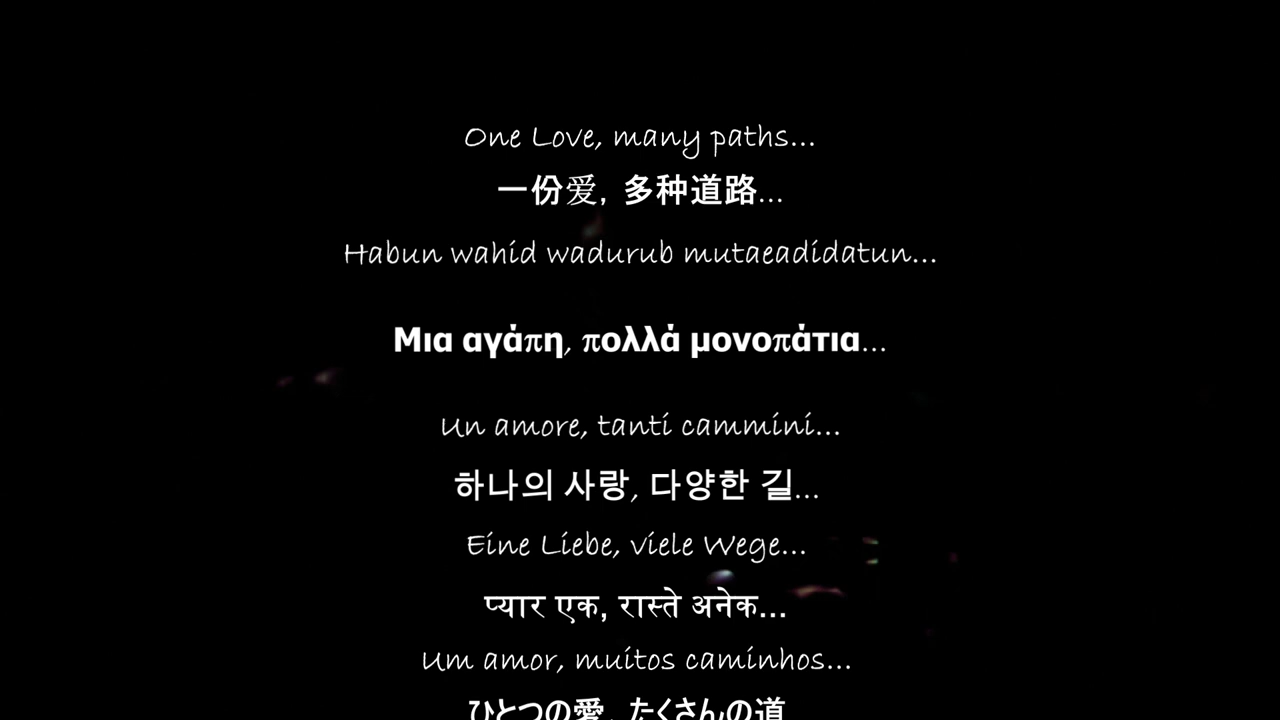 One Love, many paths...
一份爱, 多种道路...
Habun wahid wadurub mutaeadidatun...
Μια αγάπη, πολλά μονοπάτια...
Un amore, tanti cammini...
하나의 사랑, 다양한 길...
Eine Liebe, viele Wege...
प्यार एक, रास्ते अनेक...
Um amor, muitos caminhos...
ひとつの愛, たくさんの道